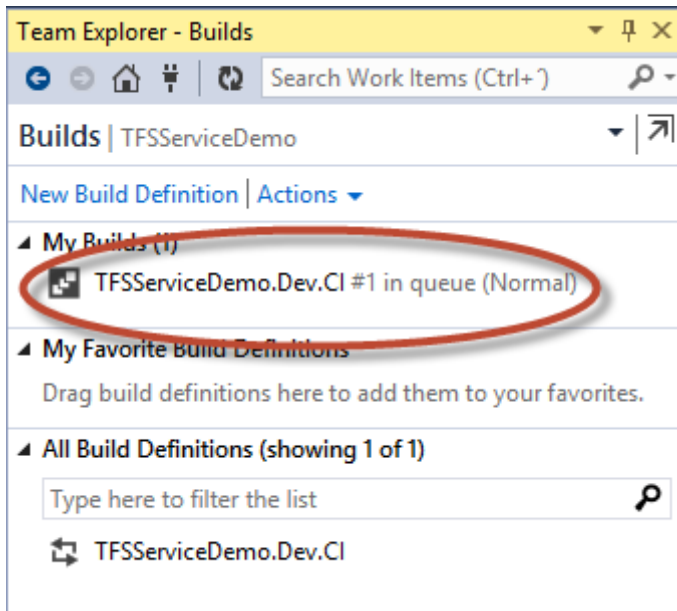 Team Explorer - Builds
Search Work Items (Ctrl+´)
Builds | TFSServiceDemo
New Build Definition | Actions
My Builds (1)
TFSServiceDemo.Dev.CI #1 in queue (Normal)
My Favorite Build Definitions
Drag build definitions here to add them to your favorites.
All Build Definitions (showing 1 of 1)
Type here to filter the list
TFSServiceDemo.Dev.CI